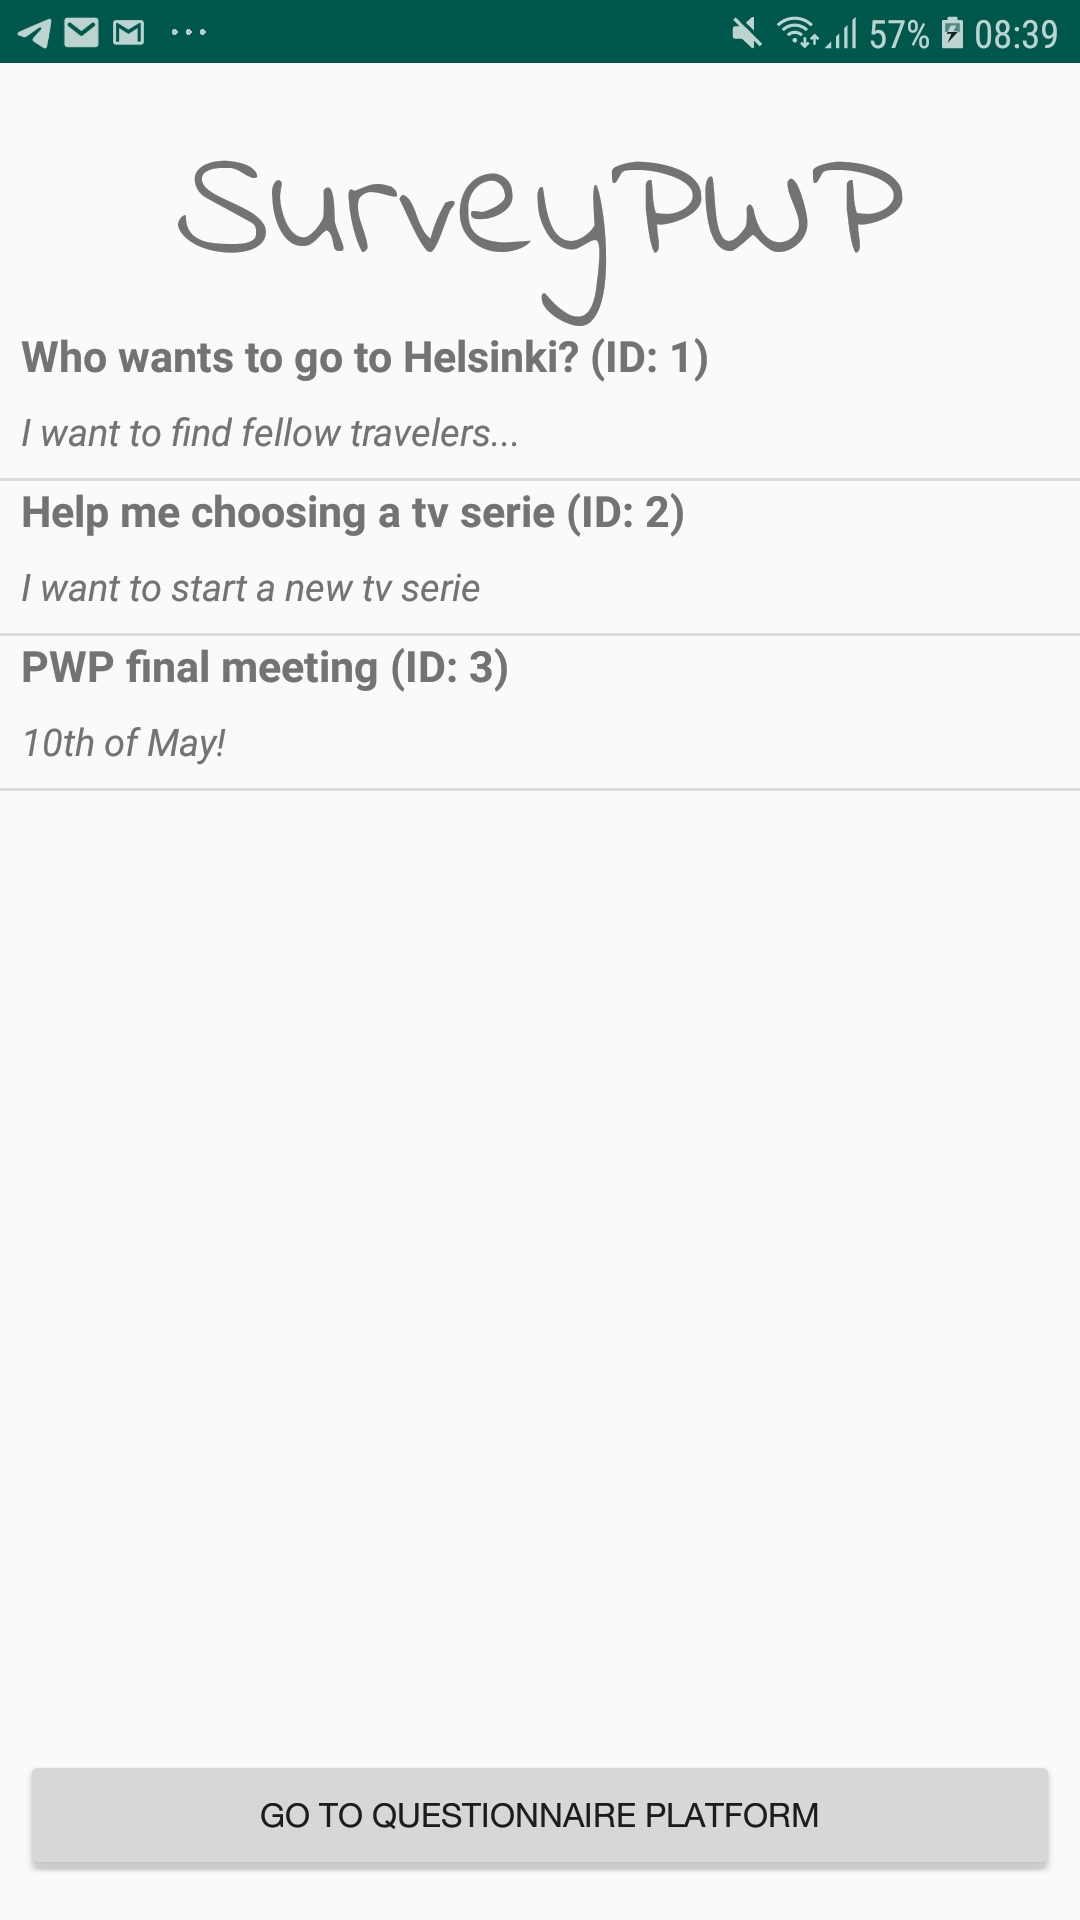 57% 08:39
SurveyPWP
Who wants to go to Helsinki? (ID: 1)
I want to find fellow travelers...
Help me choosing a tv serie (ID: 2)
I want to start a new tv serie
PWP final meeting (ID: 3)
10th of May!
GO TO QUESTIONNAIRE PLATFORM